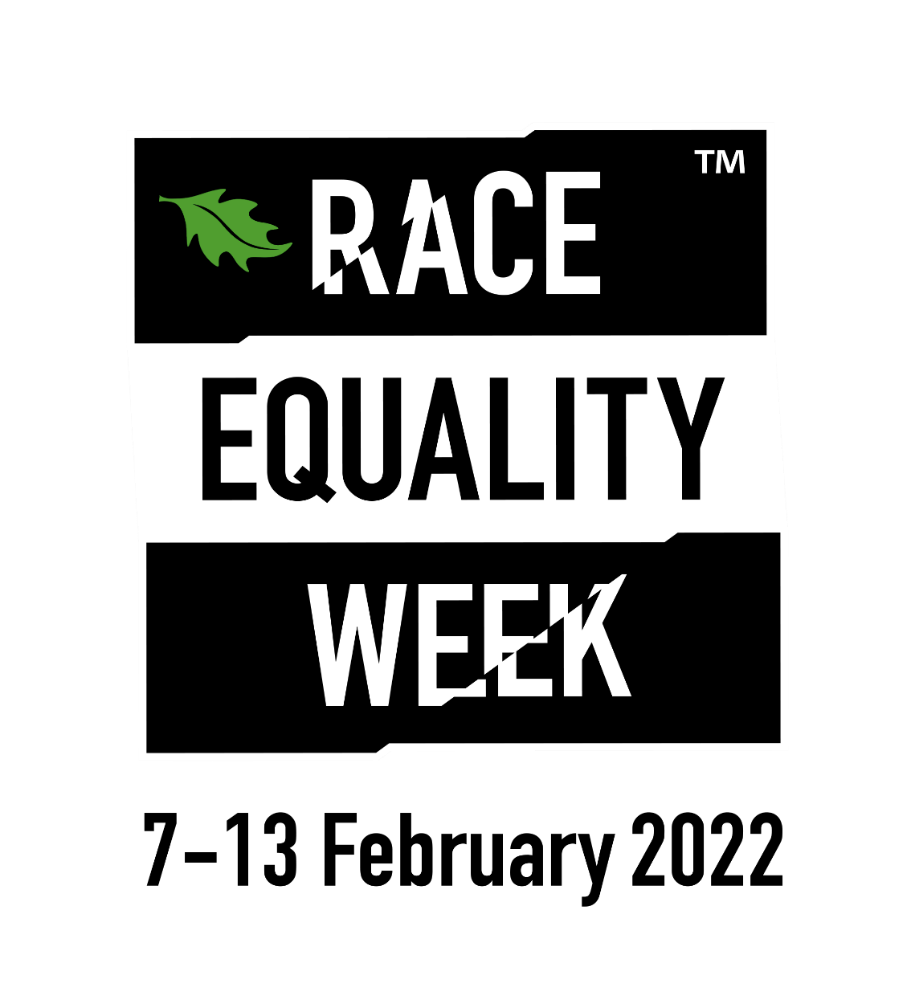 RACE ™
EQUALITY
WEEK
7-13 February 2022